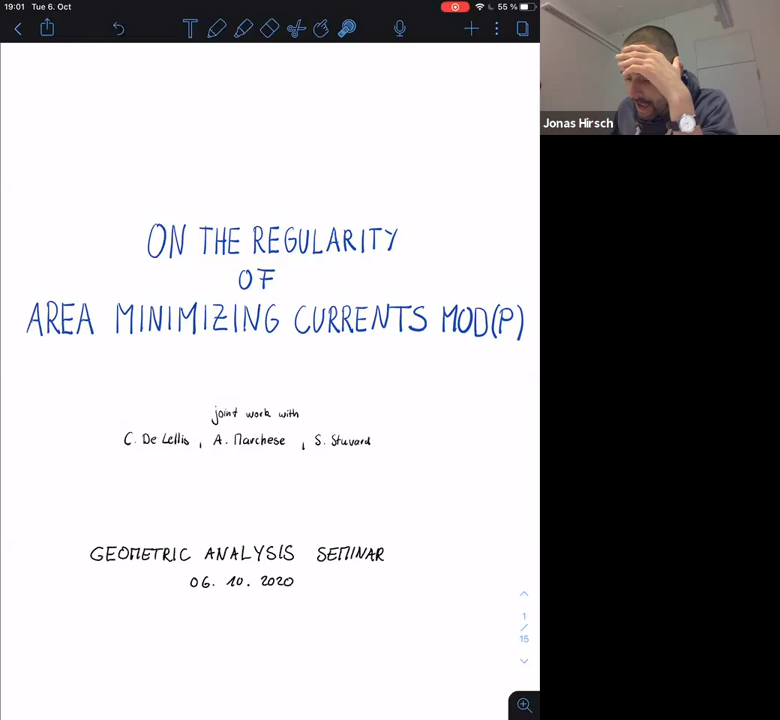 19:01 Tue 6. Oct
55 %
Jonas Hirsch
ON THE REGULARITY
OF
AREA MINIMIZING CURRENTS MOD(P)
joint work with
C. De Lellis, A. Marchese, S. Stuvard
GEOMETRIC ANALYSIS SEMINAR
06. 10. 2020
1
/
15